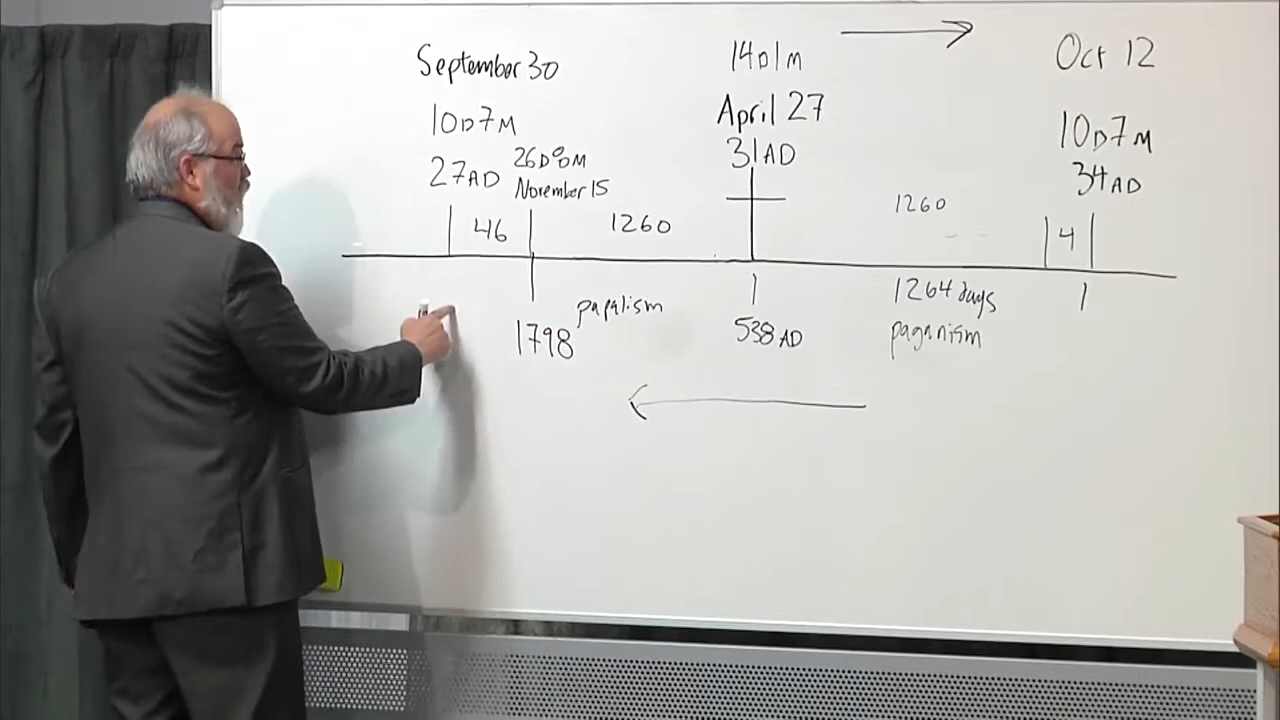 September 30
10D7M
27AD
26D8M
November 15
46
1260
14D1M
April 27
31AD
Oct 12
10D7M
34AD
1260
4
1798
papalism
538AD
1264 days
paganism